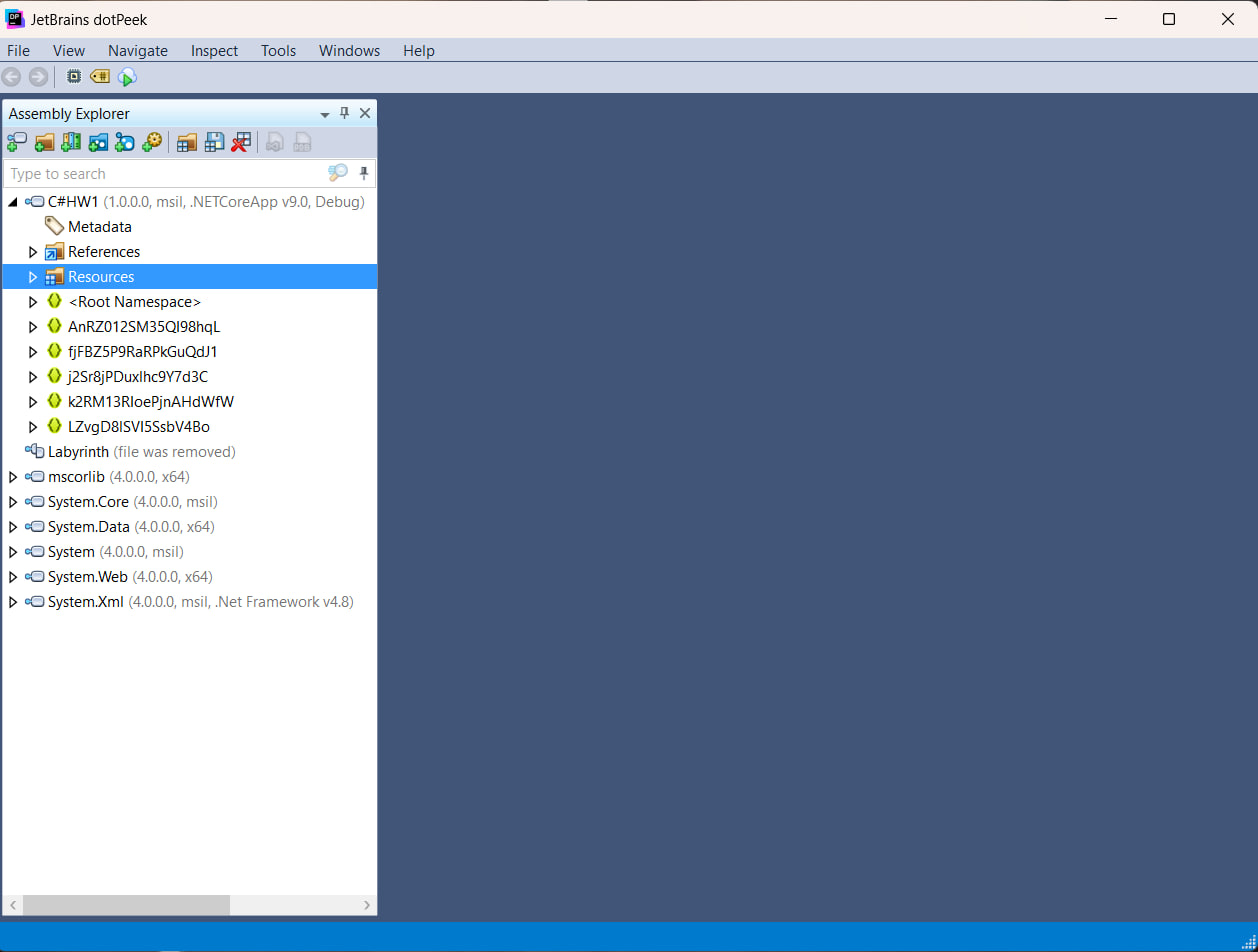 JetBrains dotPeek
File View Navigate Inspect Tools Windows Help
Assembly Explorer
Type to search
C#HW1 (1.0.0.0, msil, .NETCoreApp v9.0, Debug)
Metadata
References
Resources
<Root Namespace>
AnRZ012SM35QI98hqL
fjFBZ5P9RaRPkGuQdJ1
j2Sr8jPDuxIhc9Y7d3C
k2RM13RIoePjnAHdWfW
LZvgD8lSVI5SsbV4Bo
Labyrinth (file was removed)
mscorlib (4.0.0.0, x64)
System.Core (4.0.0.0, msil)
System.Data (4.0.0.0, x64)
System (4.0.0.0, msil)
System.Web (4.0.0.0, x64)
System.Xml (4.0.0.0, msil, .Net Framework v4.8)